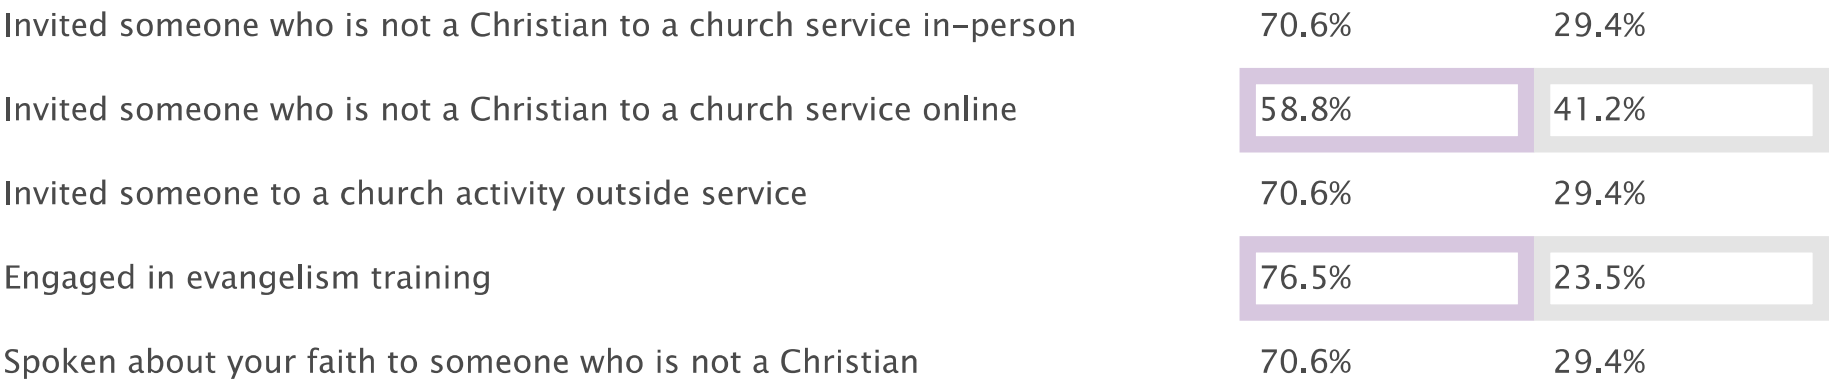 Invited someone who is not a Christian to a church service in-person 70.6% 29.4%
Invited someone who is not a Christian to a church service online 58.8% 41.2%
Invited someone to a church activity outside service 70.6% 29.4%
Engaged in evangelism training 76.5% 23.5%
Spoken about your faith to someone who is not a Christian 70.6% 29.4%